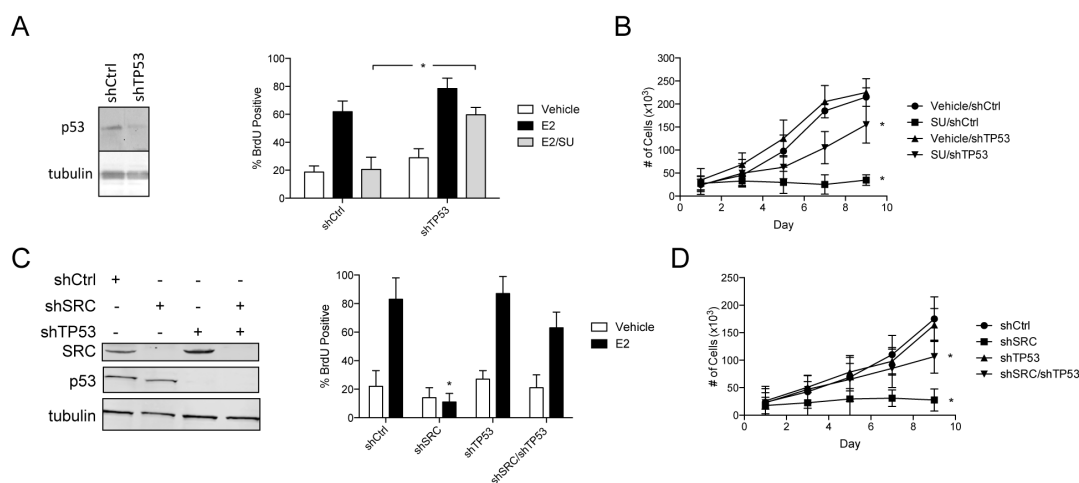 A
shCtrl
shTP53
p53
tubulin
% BrdU Positive
100
80
60
40
20
0
*
shCtrl
shTP53
Vehicle
E2
E2/SU
B
# of Cells (x10³)
300
250
200
150
100
50
0
0 2 4 6 8 10
Day
*
*
Vehicle/shCtrl
SU/shCtrl
Vehicle/shTP53
SU/shTP53
C
shCtrl + - - -
shSRC - + - +
shTP53 - - + +
SRC
p53
tubulin
% BrdU Positive
100
80
60
40
20
0
*
shCtrl
shSRC
shTP53
shSRC/shTP53
Vehicle
E2
D
# of Cells (x10³)
250
200
150
100
50
0
0 2 4 6 8 10
Day
*
*
shCtrl
shSRC
shTP53
shSRC/shTP53